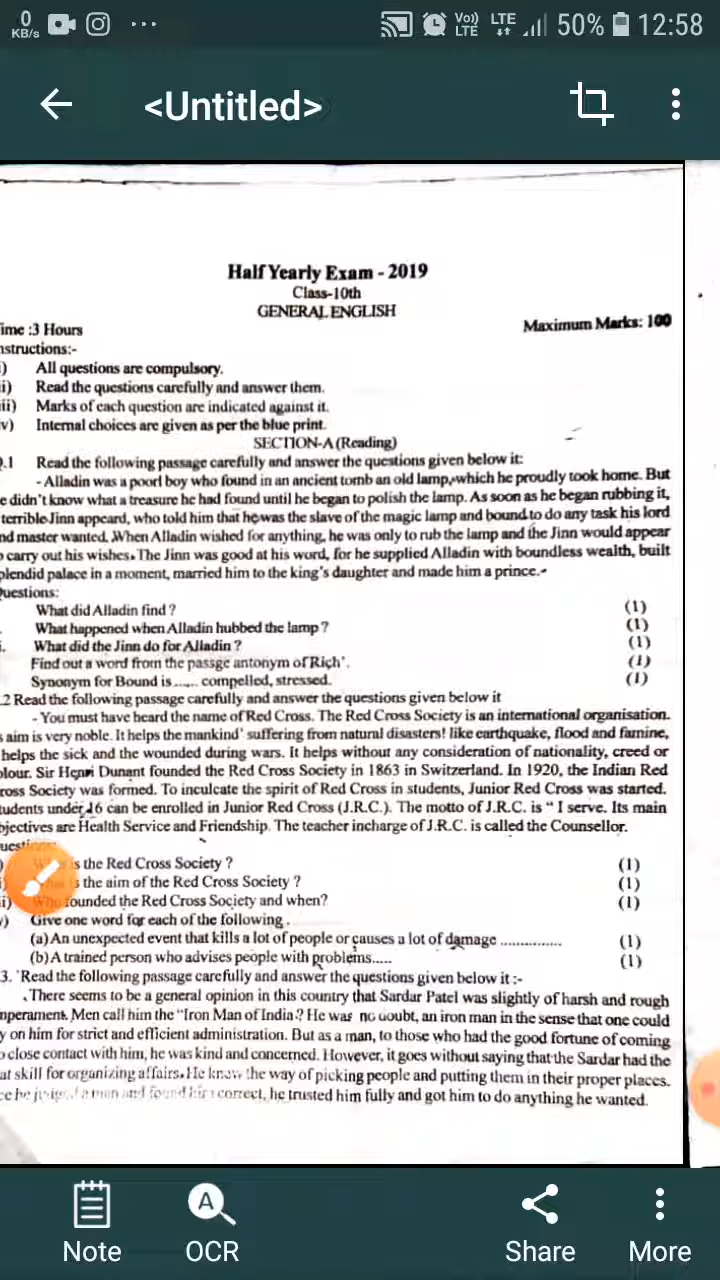 0 KB/s ... Vo)) LTE LTE 50% 12:58
<Untitled>
Half Yearly Exam - 2019
Class-10th
GENERAL ENGLISH
ime :3 Hours Maximum Marks: 100
nstructions:-
i) All questions are compulsory.
ii) Read the questions carefully and answer them.
iii) Marks of each question are indicated against it.
v) Internal choices are given as per the blue print.
SECTION-A (Reading)
.1 Read the following passage carefully and answer the questions given below it:
- Alladin was a poorl boy who found in an ancient tomb an old lamp, which he proudly took home. But
e didn't know what a treasure he had found until he began to polish the lamp. As soon as he began rubbing it,
terrible Jinn appeard, who told him that he was the slave of the magic lamp and bound to do any task his lord
nd master wanted. When Alladin wished for anything, he was only to rub the lamp and the Jinn would appear
o carry out his wishes. The Jinn was good at his word, for he supplied Alladin with boundless wealth, built
plendid palace in a moment, married him to the king's daughter and made him a prince.-
uestions:
What did Alladin find ? (1)
. What happened when Alladin hubbed the lamp ? (1)
i. What did the Jinn do for Alladin ? (1)
Find out a word from the passge antonym of Rich'. (1)
Synonym for Bound is ...... compelled, stressed. (1)
.2 Read the following passage carefully and answer the questions given below it
- You must have heard the name of Red Cross. The Red Cross Society is an international organisation.
s aim is very noble. It helps the mankind' suffering from natural disasters! like earthquake, flood and famine,
helps the sick and the wounded during wars. It helps without any consideration of nationality, creed or
olour. Sir Henri Dunant founded the Red Cross Society in 1863 in Switzerland. In 1920, the Indian Red
ross Society was formed. To inculcate the spirit of Red Cross in students, Junior Red Cross was started.
tudents under 16 can be enrolled in Junior Red Cross (J.R.C.). The motto of J.R.C. is " I serve. Its main
bjectives are Health Service and Friendship. The teacher incharge of J.R.C. is called the Counsellor.
uesti
) is the Red Cross Society ? (1)
is the aim of the Red Cross Society ? (1)
ii) Who founded the Red Cross Society and when? (1)
v) Give one word for each of the following .
(a) An unexpected event that kills a lot of people or causes a lot of damage ............... (1)
(b) A trained person who advises people with problems..... (1)
3. 'Read the following passage carefully and answer the questions given below it :-
.There seems to be a general opinion in this country that Sardar Patel was slightly of harsh and rough
mperament. Men call him the "Iron Man of India.? He was no doubt, an iron man in the sense that one could
y on him for strict and efficient administration. But as a man, to those who had the good fortune of coming
o close contact with him, he was kind and concerned. However, it goes without saying that the Sardar had the
at skill for organizing affairs. He knew the way of picking people and putting them in their proper places.
ce he judged a man and found him correct, he trusted him fully and got him to do anything he wanted.
Note OCR Share More